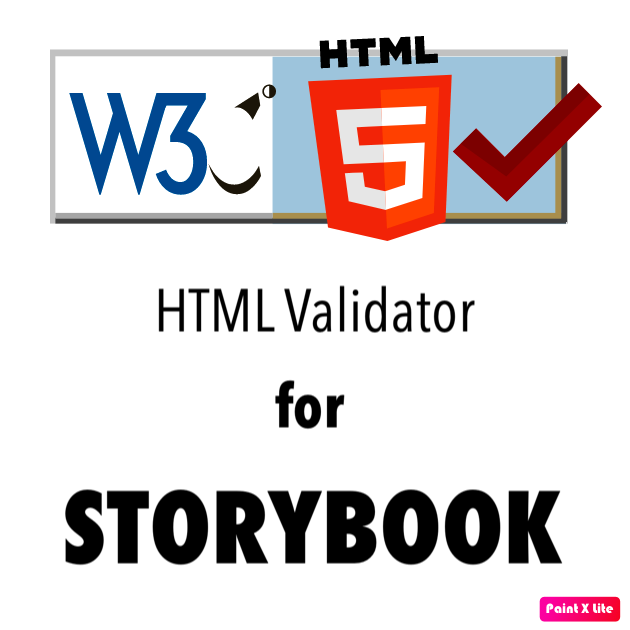 HTML
W3C
5
HTML Validator
for
STORYBOOK
Paint X Lite